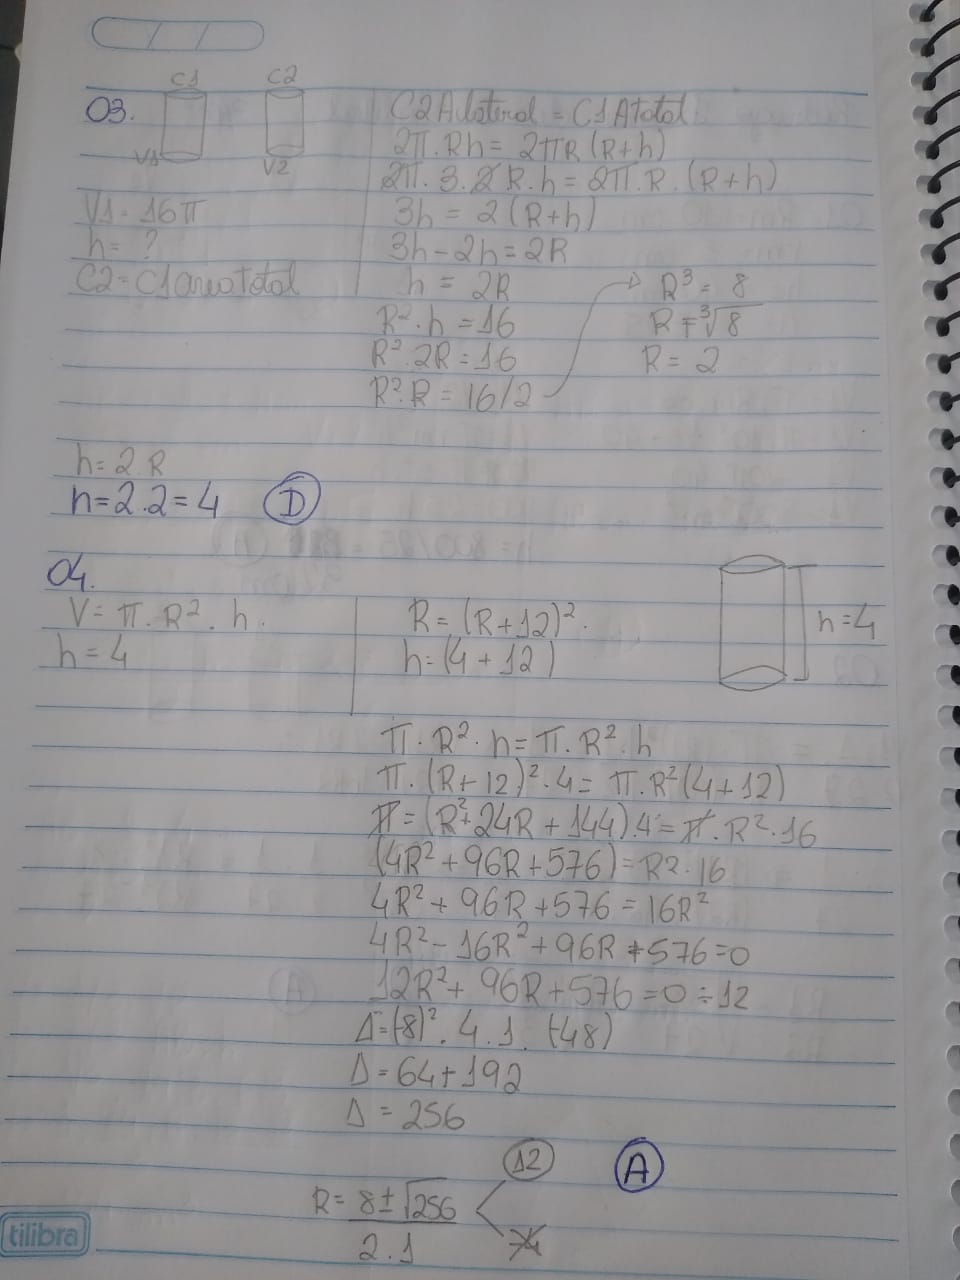 C1 C2
03.
V1 V2
V1 = 16π
h = ?
C2 = C1 area Total
C2 A lateral = C1 A total
2π.Rh = 2πR (R+h)
2π.3.2R.h = 2π.R.(R+h)
3h = 2(R+h)
3h-2h = 2R
h = 2R
R².h = 16
R².2R = 16
R².R = 16/2
R³ = 8
R = ³√8
R = 2
h = 2.R
h = 2.2 = 4 D
04.
V = π.R².h.
h = 4
R = (R+12)².
h = (4+12)
h = 4
π.R².h = π.R².h
π.(R+12)².4 = π.R²(4+12)
π = (R²+24R+144).4 = π.R².16
(4R²+96R+576) = R2.16
4R²+96R+576 = 16R²
4R²-16R²+96R+576 = 0
12R²+96R+576 = 0 ÷ 12
Δ = (-8)².4.1.(-48)
Δ = 64+192
Δ = 256
12 A
R = 8±√256
2.1
tilibra